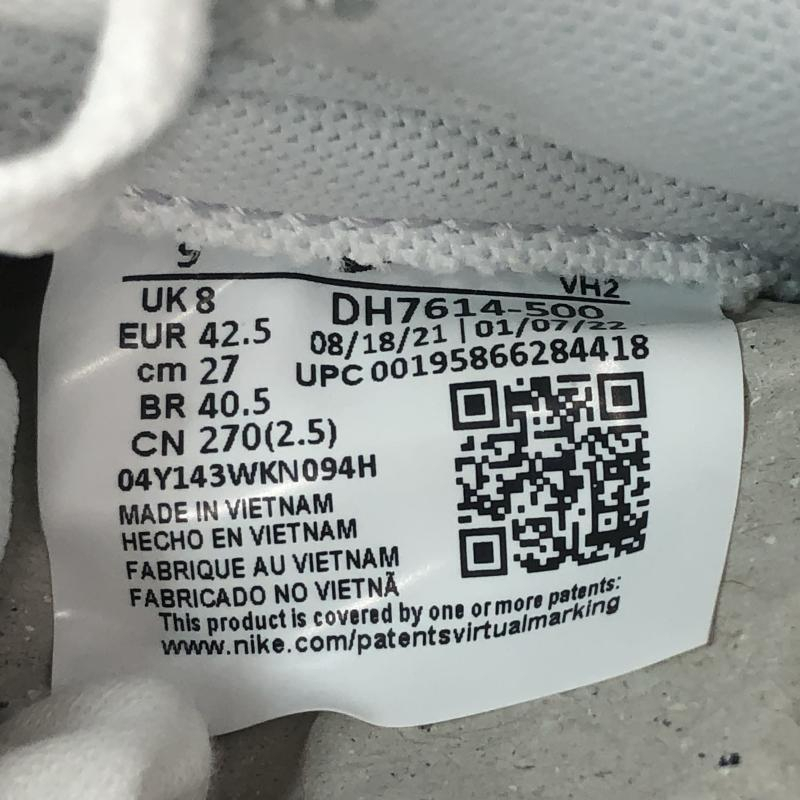 VH2
UK 8
DH7614-500
EUR 42.5
08/18/21 | 01/07/22
cm 27
UPC 00195866284418
BR 40.5
CN 270(2.5)
04Y143WKN094H
MADE IN VIETNAM
HECHO EN VIETNAM
FABRIQUE AU VIETNAM
FABRICADO NO VIETNÃ
This product is covered by one or more patents:
www.nike.com/patentsvirtualmarking